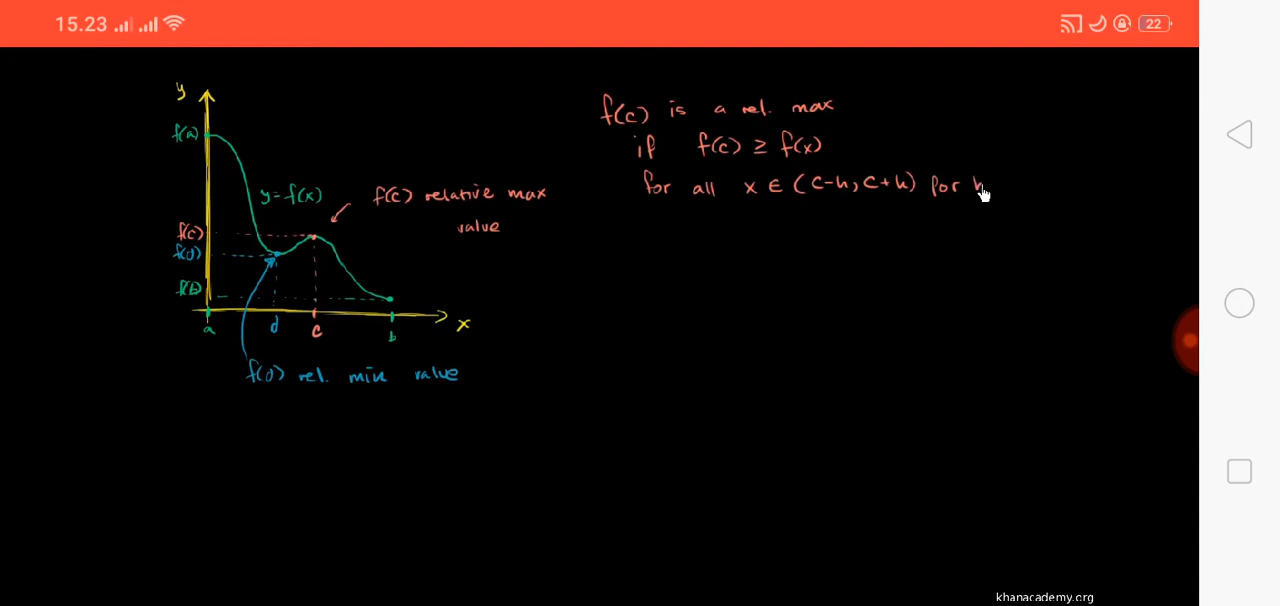 15.23
22
y
f(a)
y = f(x)
f(c) relative max
value
f(c)
f(d)
f(b)
a
d
c
b
x
f(d) rel. min value
f(c) is a rel. max
if f(c) ≥ f(x)
for all x ∈ (c-h, c+h) for h
khanacademy.org